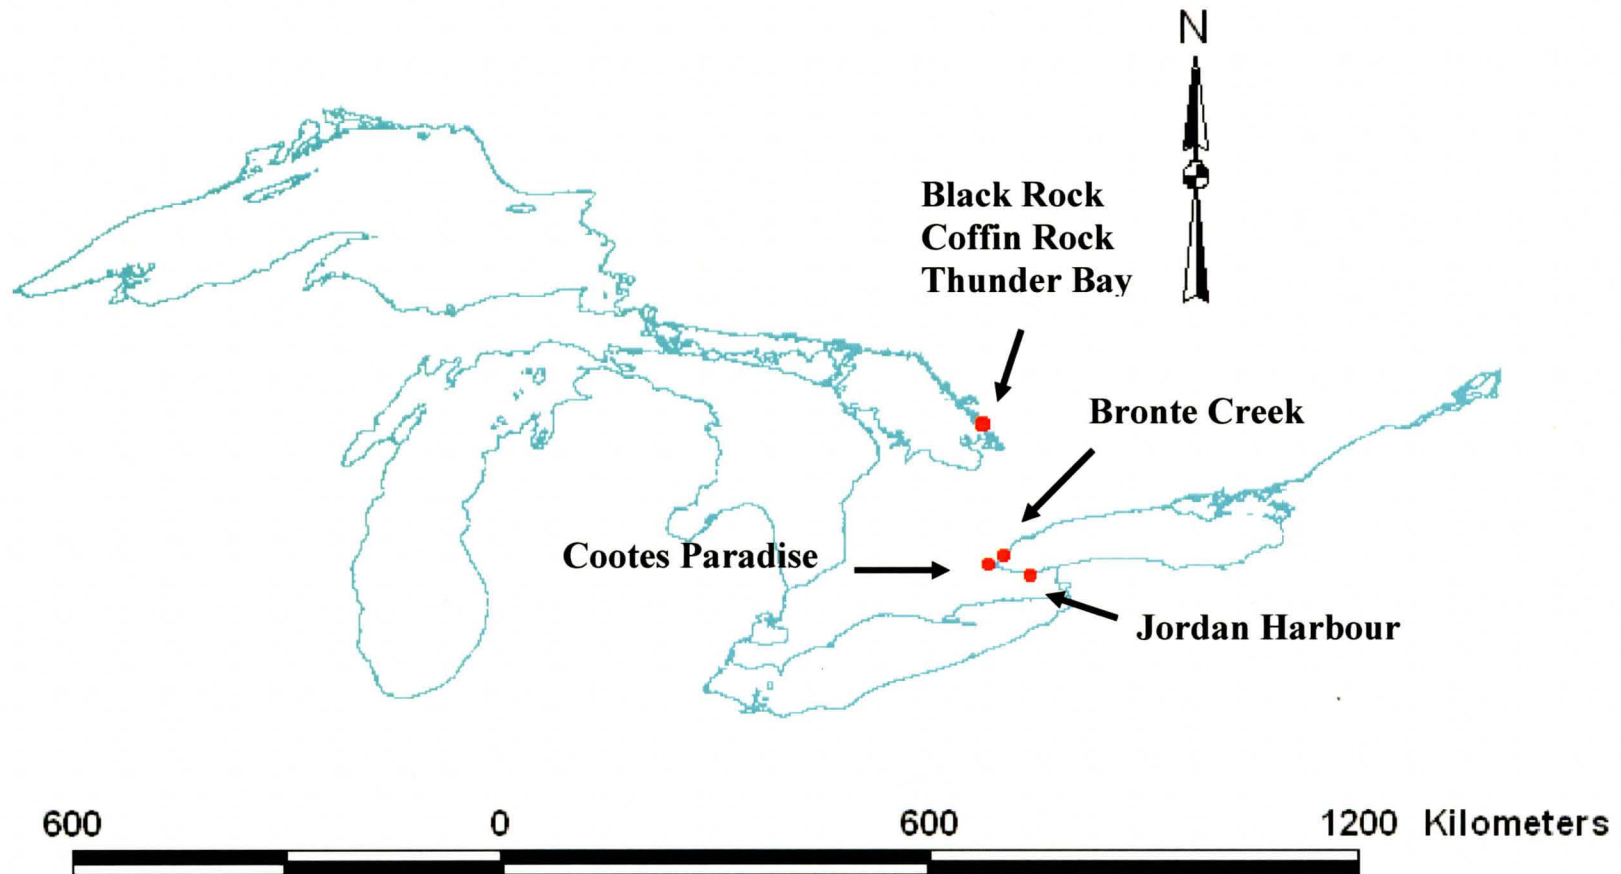 N
Black Rock
Coffin Rock
Thunder Bay
Bronte Creek
Cootes Paradise
Jordan Harbour
600 0 600 1200 Kilometers